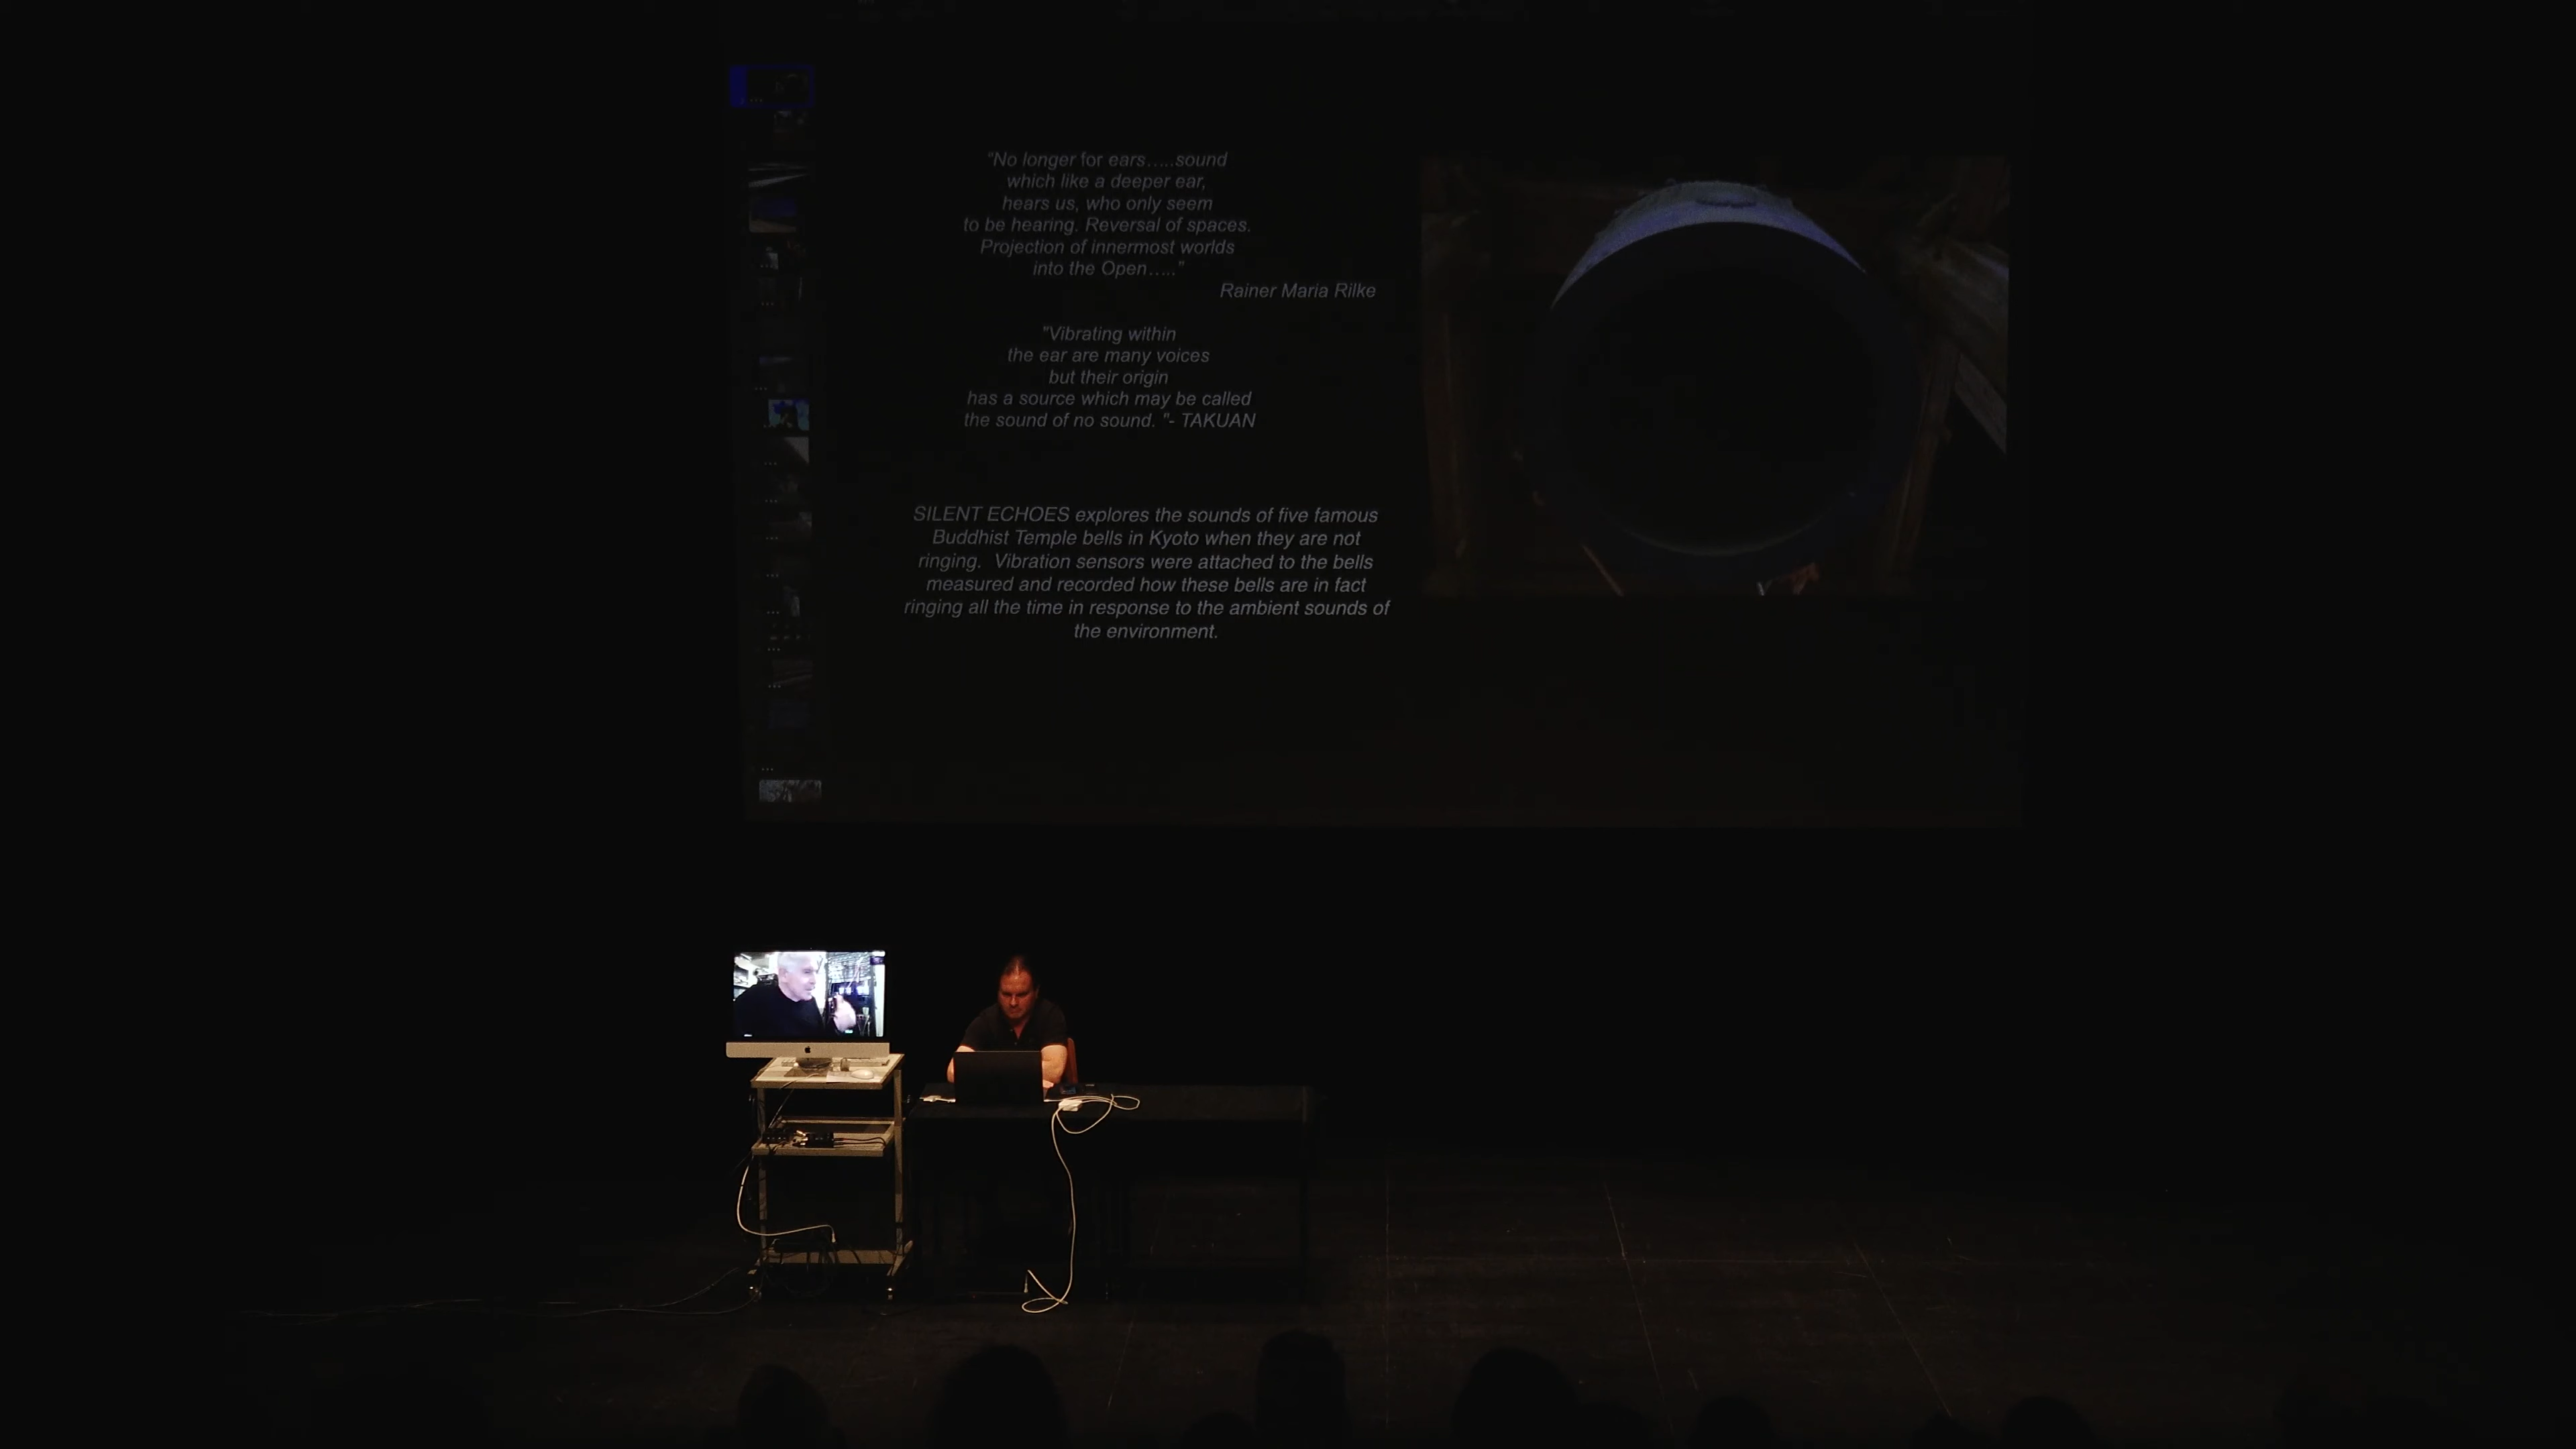 "No longer for ears.....sound
which like a deeper ear,
hears us, who only seem
to be hearing. Reversal of spaces.
Projection of innermost worlds
into the Open....."
Rainer Maria Rilke
"Vibrating within
the ear are many voices
but their origin
has a source which may be called
the sound of no sound. "- TAKUAN
SILENT ECHOES explores the sounds of five famous
Buddhist Temple bells in Kyoto when they are not
ringing.  Vibration sensors were attached to the bells
measured and recorded how these bells are in fact
ringing all the time in response to the ambient sounds of
the environment.